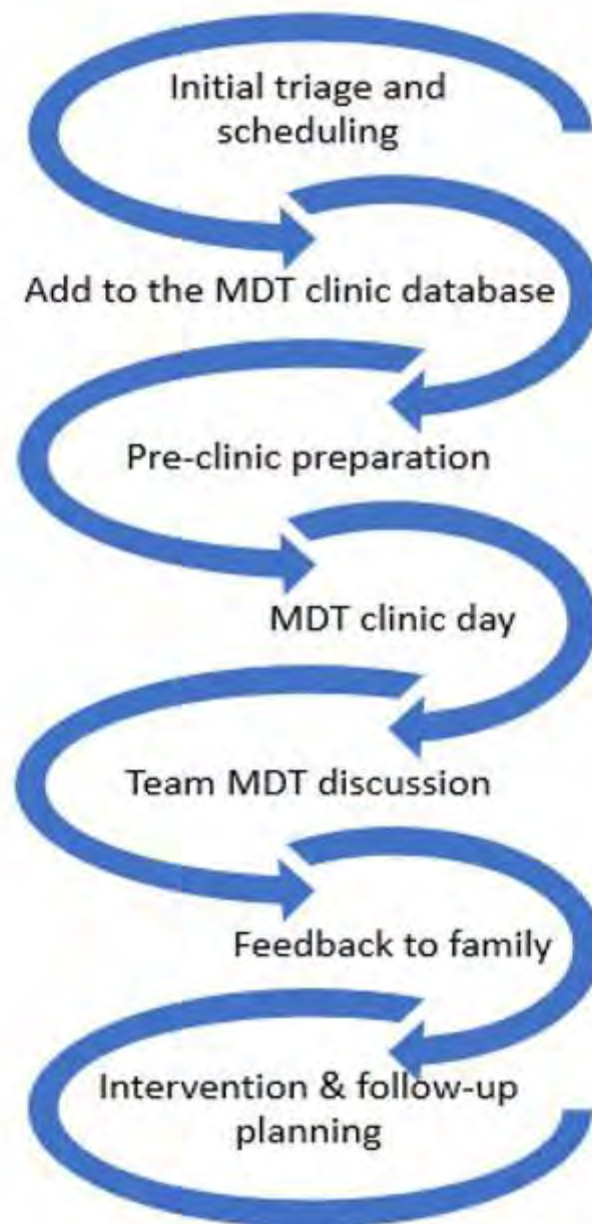 Initial triage and
scheduling
Add to the MDT clinic database
Pre-clinic preparation
MDT clinic day
Team MDT discussion
Feedback to family
Intervention & follow-up
planning